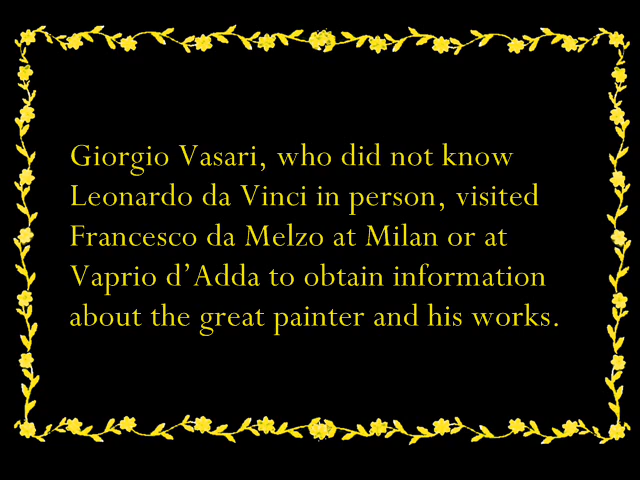 Giorgio Vasari, who did not know
Leonardo da Vinci in person, visited
Francesco da Melzo at Milan or at
Vaprio d’Adda to obtain information
about the great painter and his works.